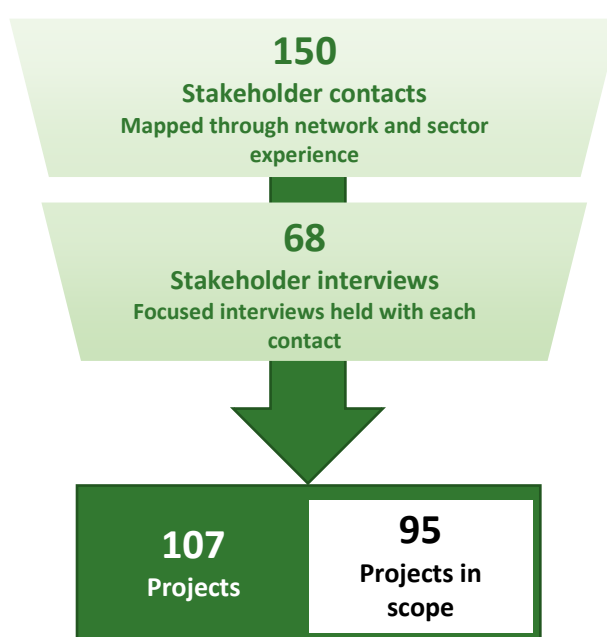 150
Stakeholder contacts
Mapped through network and sector
experience
68
Stakeholder interviews
Focused interviews held with each
contact
107
Projects
95
Projects in
scope